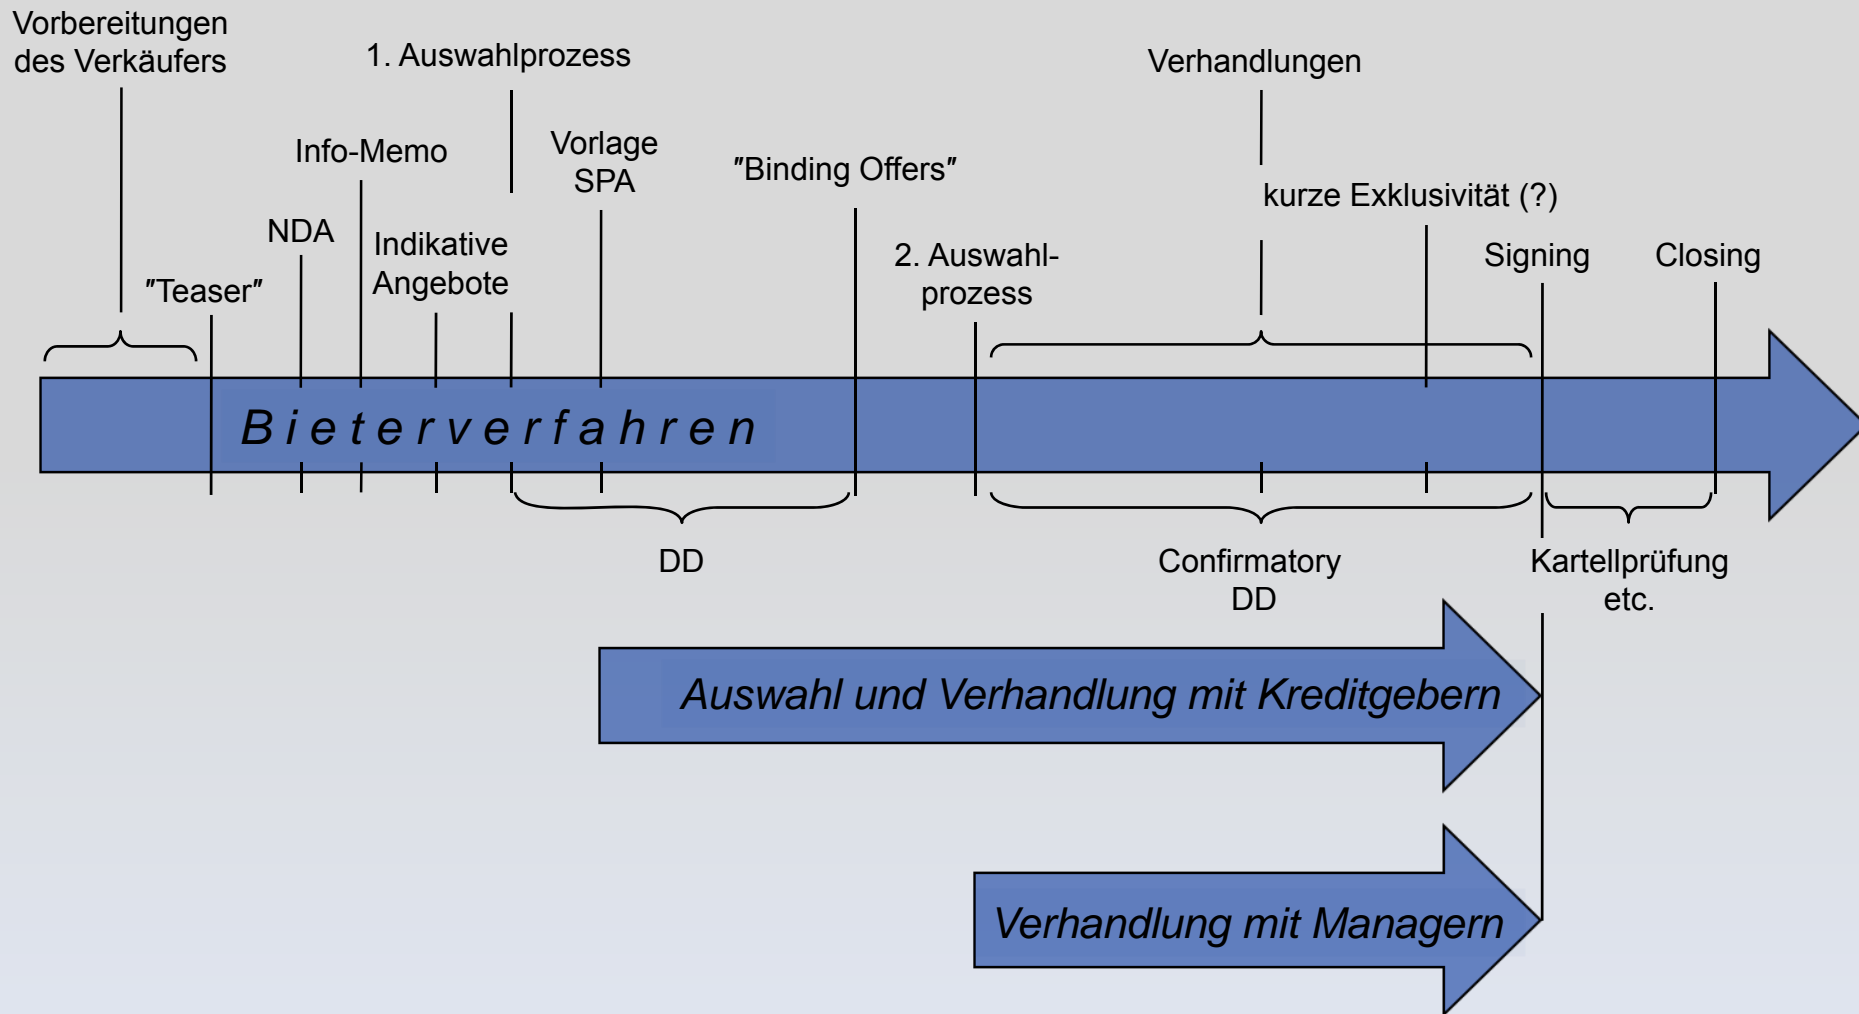 Vorbereitungen
des Verkäufers
1. Auswahlprozess
Verhandlungen
Info-Memo
Vorlage
SPA
"Binding Offers"
kurze Exklusivität (?)
NDA
Indikative
Angebote
2. Auswahl-
prozess
Signing
Closing
"Teaser"
Bieterverfahren
DD
Confirmatory
DD
Kartellprüfung
etc.
Auswahl und Verhandlung mit Kreditgebern
Verhandlung mit Managern